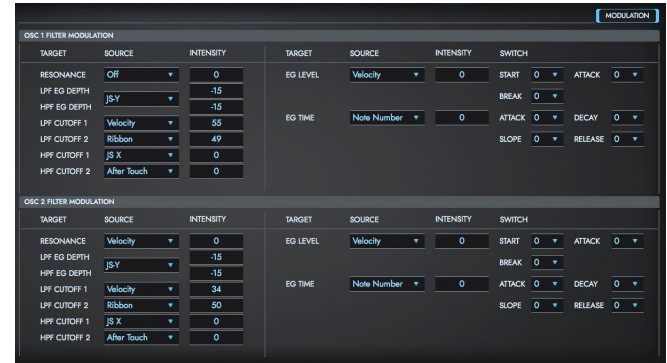 MODULATION
OSC 1 FILTER MODULATION
TARGET SOURCE INTENSITY TARGET SOURCE INTENSITY SWITCH
RESONANCE Off 0 EG LEVEL Velocity 0 START 0 ATTACK 0
LPF EG DEPTH JS-Y -15 BREAK 0
HPF EG DEPTH -15
LPF CUTOFF 1 Velocity 55 EG TIME Note Number 0 ATTACK 0 DECAY 0
LPF CUTOFF 2 Ribbon 49 SLOPE 0 RELEASE 0
HPF CUTOFF 1 JS X 0
HPF CUTOFF 2 After Touch 0
OSC 2 FILTER MODULATION
TARGET SOURCE INTENSITY TARGET SOURCE INTENSITY SWITCH
RESONANCE Velocity 0 EG LEVEL Velocity 0 START 0 ATTACK 0
LPF EG DEPTH JS-Y -15 BREAK 0
HPF EG DEPTH -15
LPF CUTOFF 1 Velocity 34 EG TIME Note Number 0 ATTACK 0 DECAY 0
LPF CUTOFF 2 Ribbon 50 SLOPE 0 RELEASE 0
HPF CUTOFF 1 JS X 0
HPF CUTOFF 2 After Touch 0